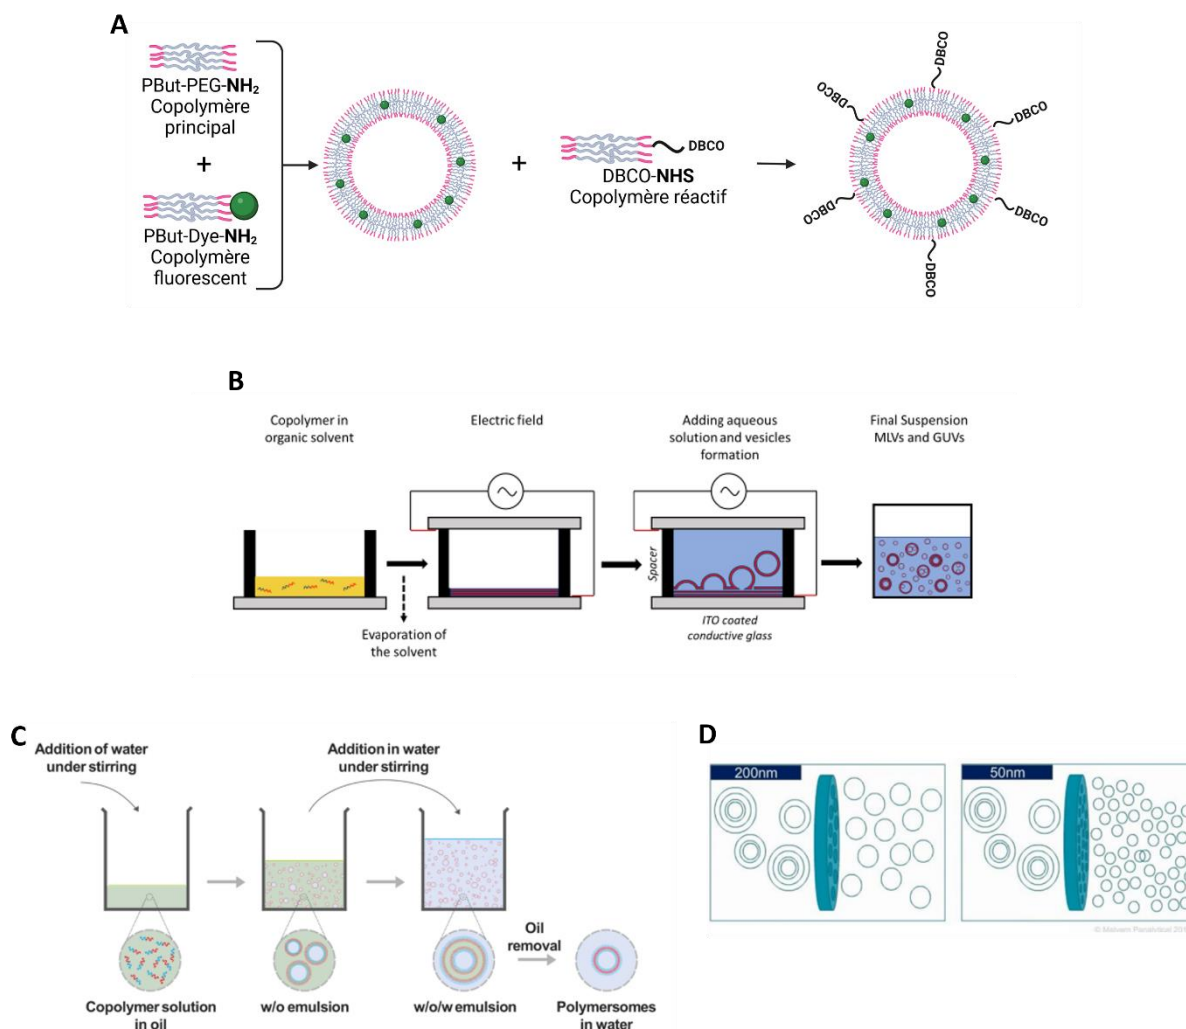 A
PBut-PEG-NH2
Copolymère
principal
+
PBut-Dye-NH2
Copolymère
fluorescent
+
DBCO
DBCO-NHS
Copolymère réactif
DBCO
DBCO
DBCO
DBCO
DBCO
DBCO
B
Copolymer in
organic solvent
Electric field
Adding aqueous
solution and vesicles
formation
Final Suspension
MLVs and GUVs
Spacer
Evaporation of
the solvent
ITO coated
conductive glass
C
Addition of water
under stirring
Addition in water
under stirring
Oil
removal
Copolymer solution
in oil
w/o emulsion
w/o/w emulsion
Polymersomes
in water
D
200nm
50nm
© Malvern Panalytical 201